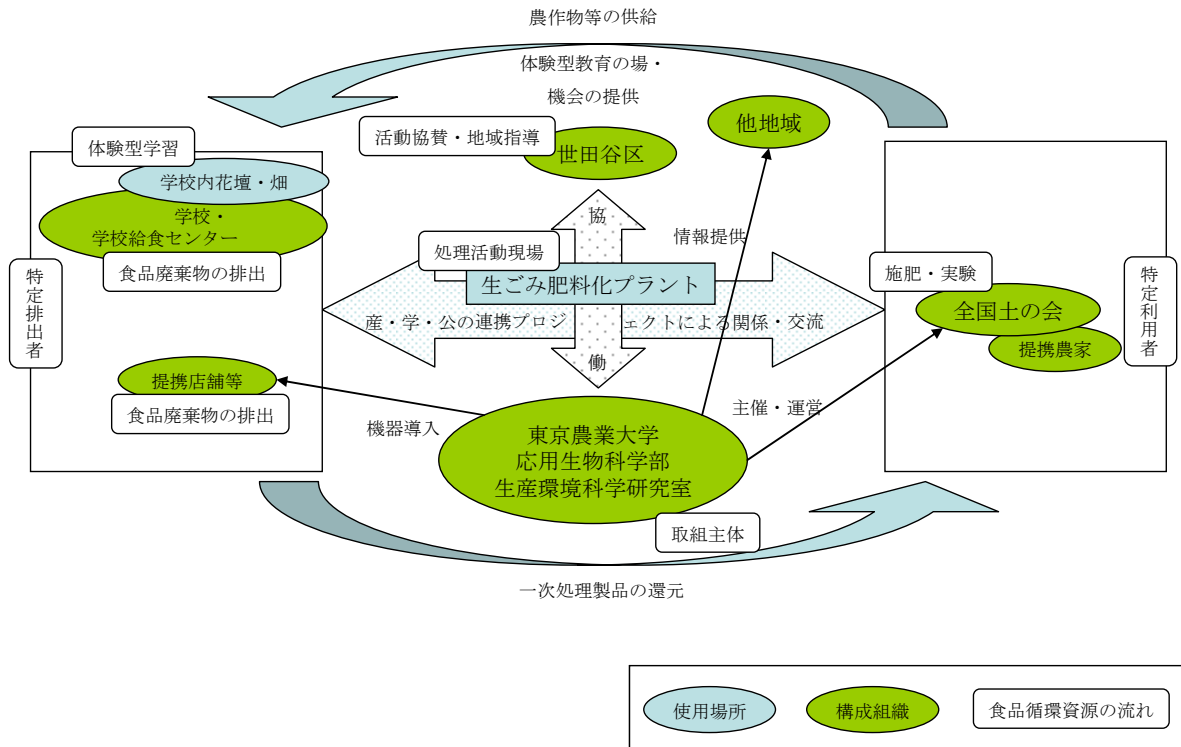 農作物等の供給
体験型教育の場・
機会の提供
他地域
活動協賛・地域指導
世田谷区
体験型学習
学校内花壇・畑
学校・
学校給食センター
食品廃棄物の排出
特定排出者
協
処理活動現場
情報提供
生ごみ肥料化プラント
産・学・公の連携プロジェクトによる関係・交流
働
施肥・実験
全国土の会
提携農家
特定利用者
提携店舗等
食品廃棄物の排出
機器導入
主催・運営
東京農業大学
応用生物科学部
生産環境科学研究室
取組主体
一次処理製品の還元
使用場所
構成組織
食品循環資源の流れ